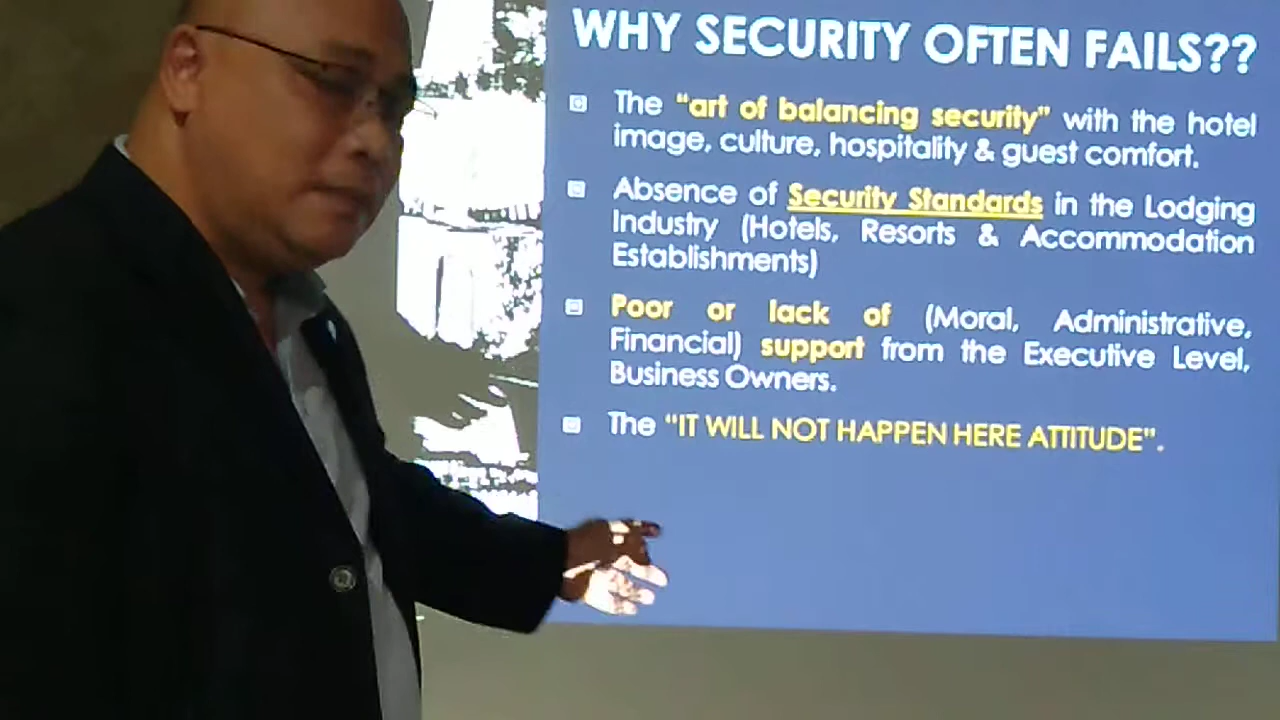 WHY SECURITY OFTEN FAILS??
The "art of balancing security" with the hotel
image, culture, hospitality & guest comfort.
Absence of Security Standards in the Lodging
Industry (Hotels, Resorts & Accommodation
Establishments)
Poor or lack of (Moral, Administrative,
Financial) support from the Executive Level,
Business Owners.
The "IT WILL NOT HAPPEN HERE ATTITUDE".